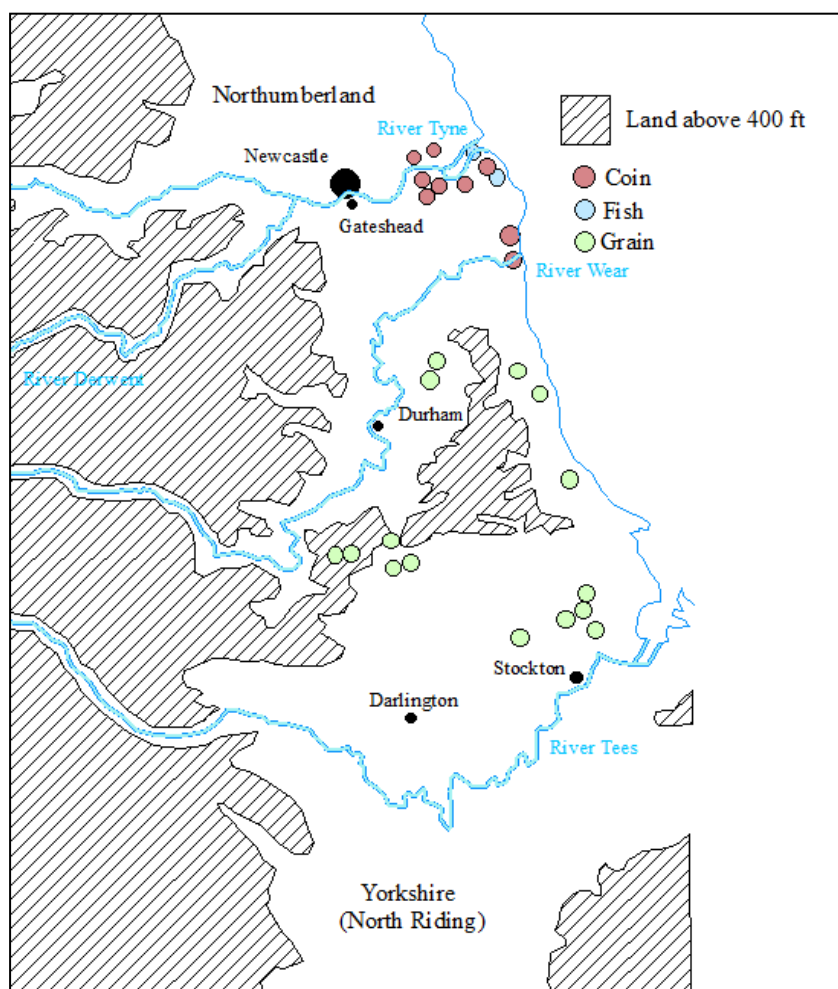 Northumberland
River Tyne
Land above 400 ft
Newcastle
Coin
Fish
Gateshead
Grain
River Wear
River Derwent
Durham
Stockton
Darlington
River Tees
Yorkshire
(North Riding)